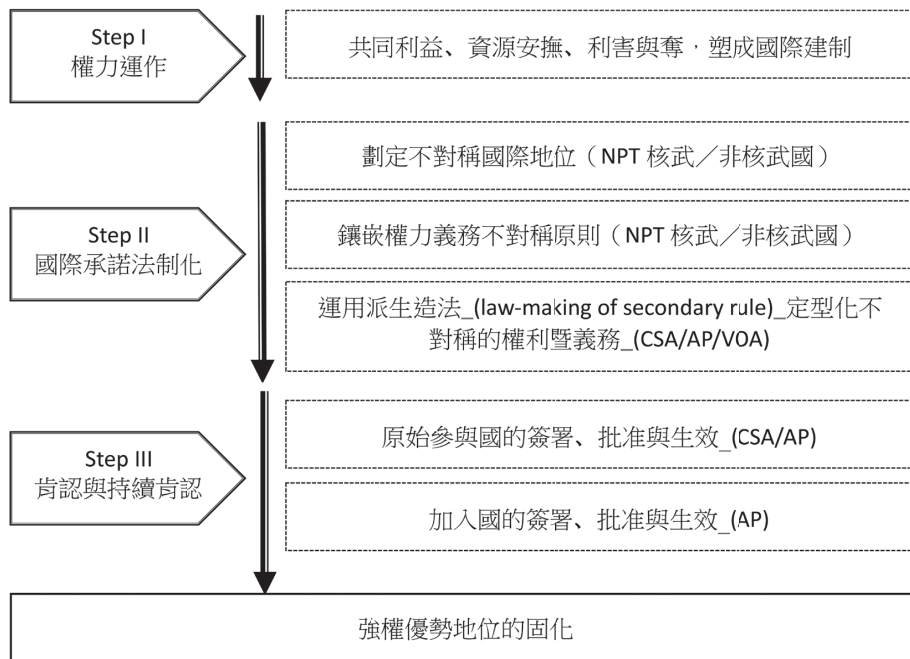 Step I
權力運作
共同利益、資源安撫、利害與奪，塑成國際建制
劃定不對稱國際地位（NPT 核武／非核武國）
Step II
國際承諾法制化
鑲嵌權力義務不對稱原則（NPT 核武／非核武國）
運用派生造法_(law-making of secondary rule)_定型化不
對稱的權利暨義務_(CSA/AP/VOA)
原始參與國的簽署、批准與生效_(CSA/AP)
Step III
肯認與持續肯認
加入國的簽署、批准與生效_(AP)
強權優勢地位的固化